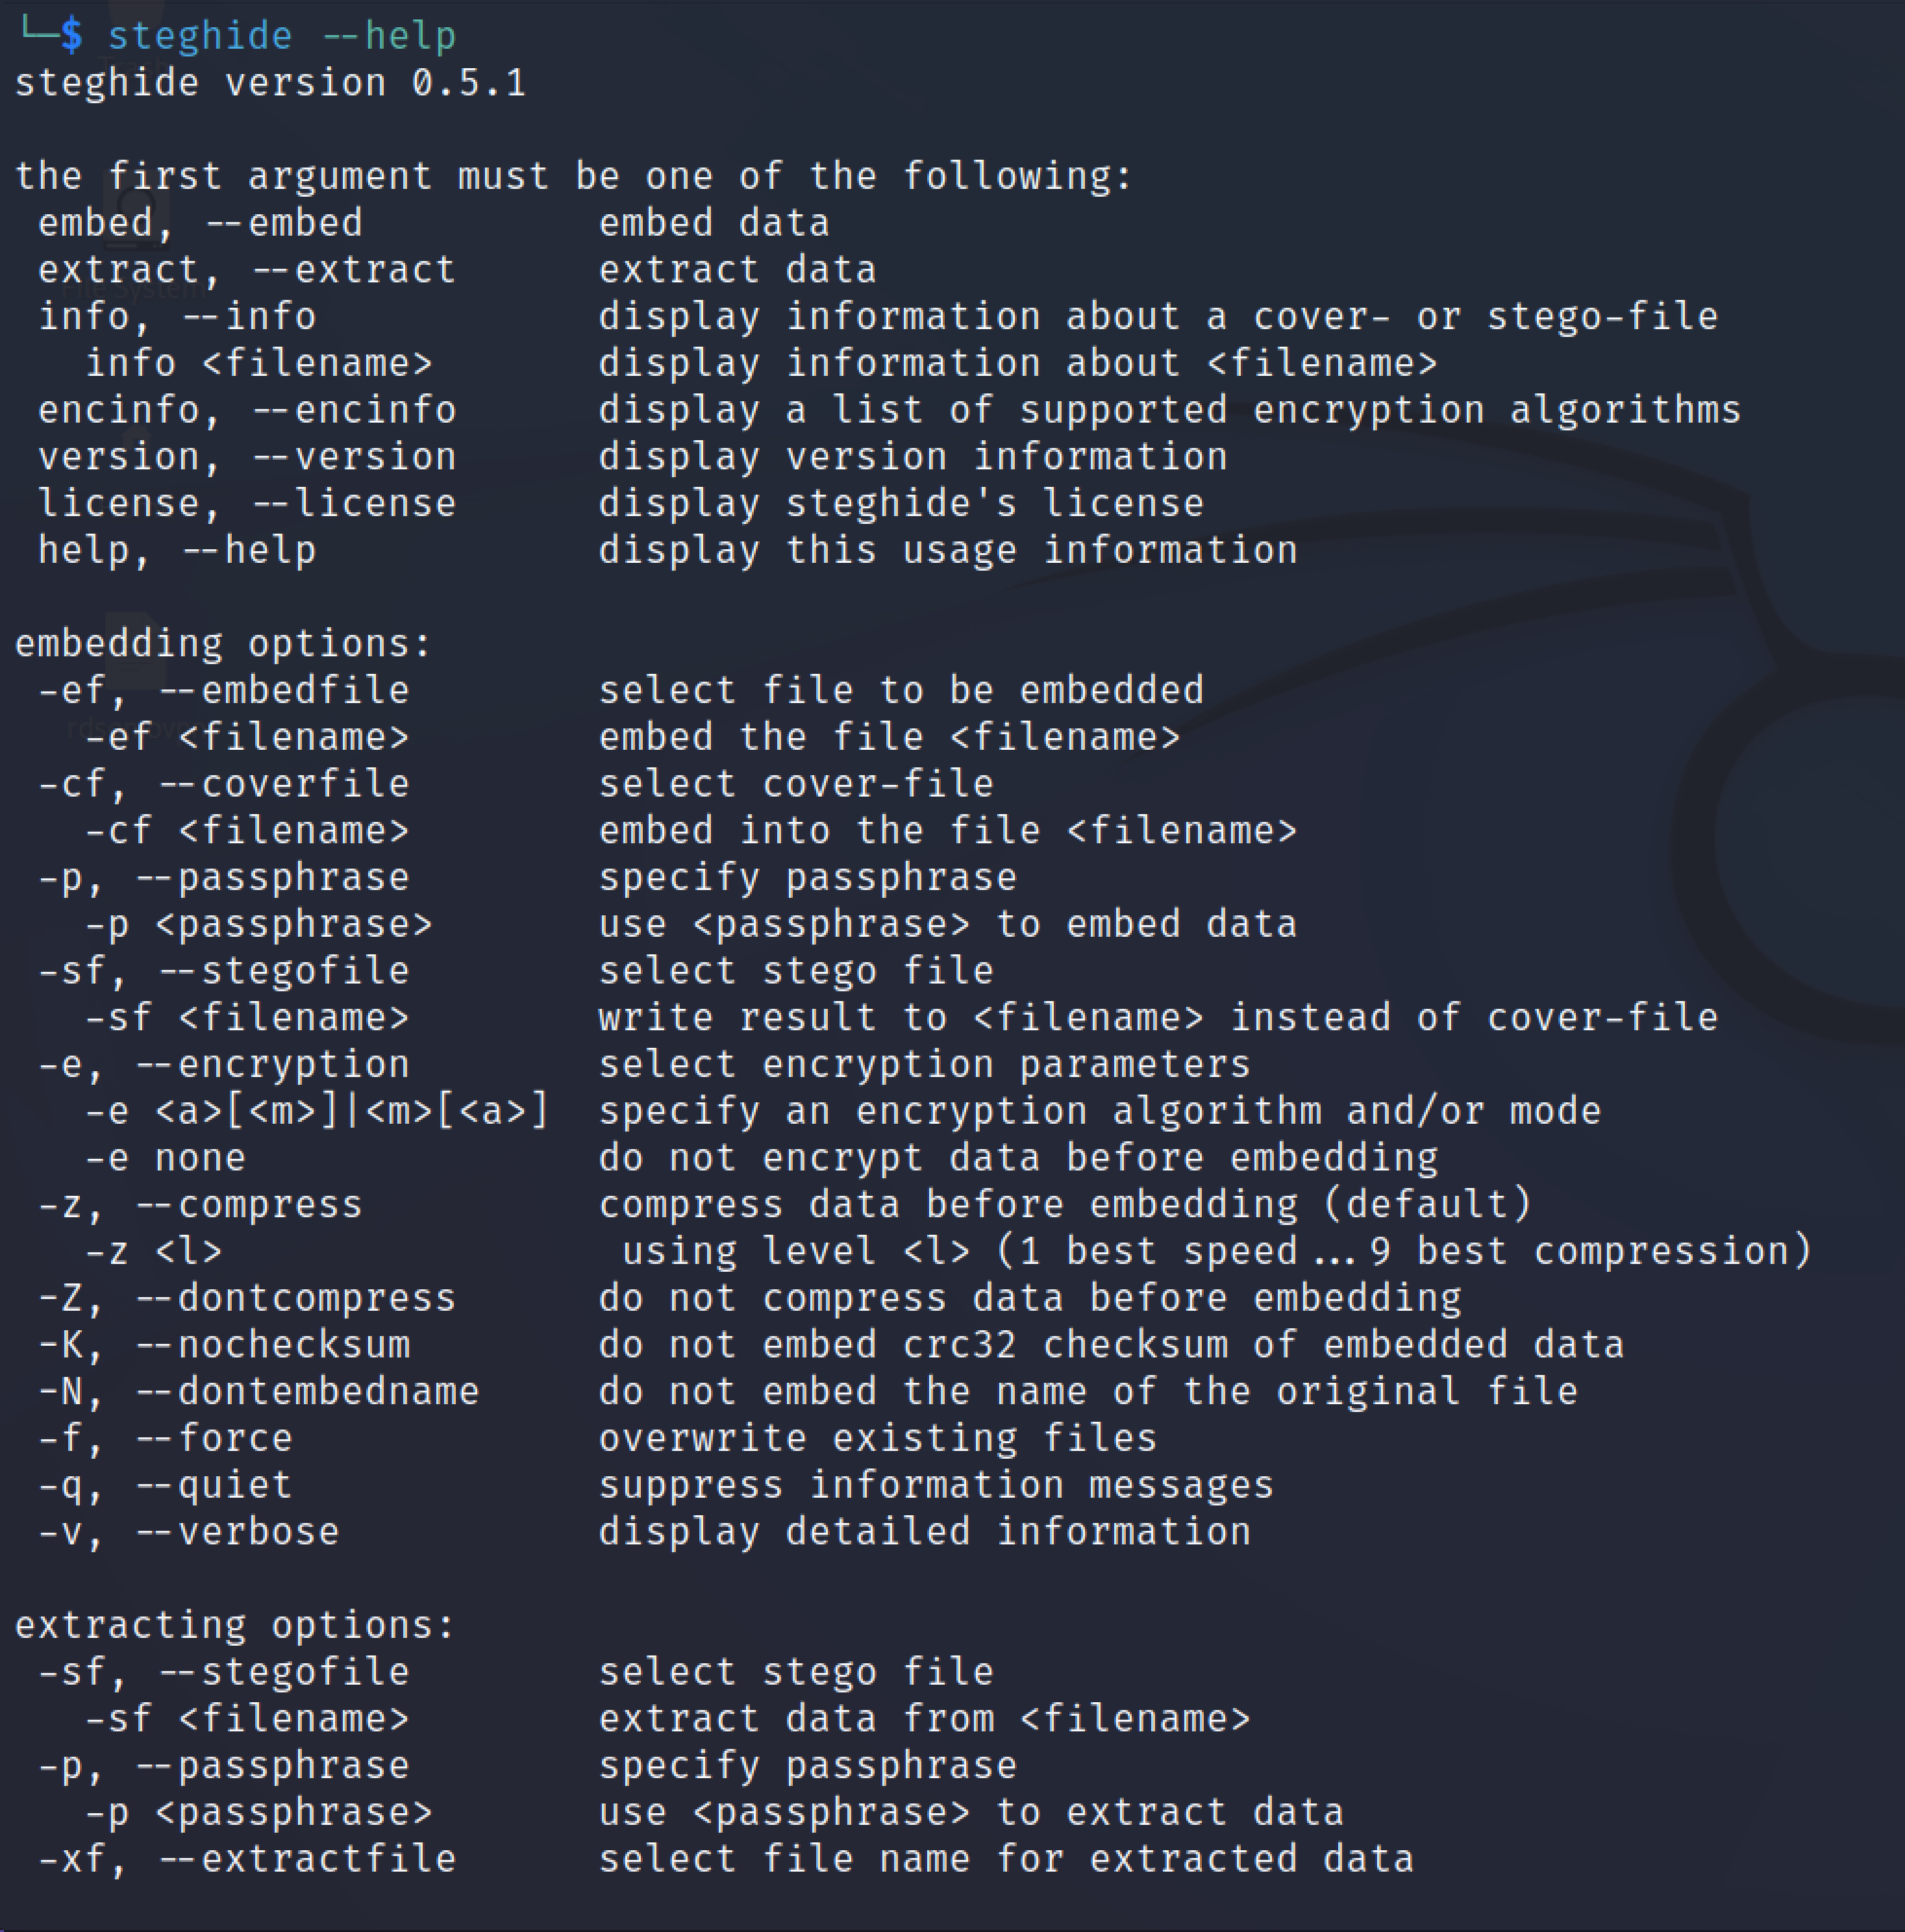 └─$ steghide --help
steghide version 0.5.1

the first argument must be one of the following:
 embed, --embed          embed data
 extract, --extract      extract data
 info, --info            display information about a cover- or stego-file
   info <filename>       display information about <filename>
 encinfo, --encinfo      display a list of supported encryption algorithms
 version, --version      display version information
 license, --license      display steghide's license
 help, --help            display this usage information

embedding options:
 -ef, --embedfile        select file to be embedded
   -ef <filename>        embed the file <filename>
 -cf, --coverfile        select cover-file
   -cf <filename>        embed into the file <filename>
 -p, --passphrase        specify passphrase
   -p <passphrase>       use <passphrase> to embed data
 -sf, --stegofile        select stego file
   -sf <filename>        write result to <filename> instead of cover-file
 -e, --encryption        select encryption parameters
   -e <a>[<m>]|<m>[<a>]  specify an encryption algorithm and/or mode
   -e none               do not encrypt data before embedding
 -z, --compress          compress data before embedding (default)
   -z <l>                 using level <l> (1 best speed...9 best compression)
 -Z, --dontcompress      do not compress data before embedding
 -K, --nochecksum        do not embed crc32 checksum of embedded data
 -N, --dontembedname     do not embed the name of the original file
 -f, --force             overwrite existing files
 -q, --quiet             suppress information messages
 -v, --verbose           display detailed information

extracting options:
 -sf, --stegofile        select stego file
   -sf <filename>        extract data from <filename>
 -p, --passphrase        specify passphrase
   -p <passphrase>       use <passphrase> to extract data
 -xf, --extractfile      select file name for extracted data